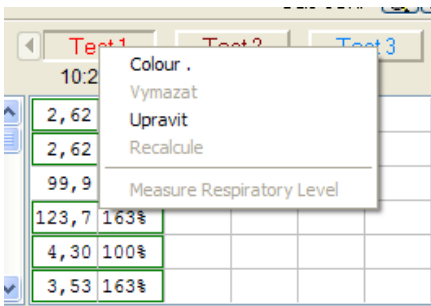 Test 1 Test 2 Test 3
10:2
Colour .
Vymazat
Upravit
Recalcule
Measure Respiratory Level
2,62
2,62
99,9
123,7 163%
4,30 100%
3,53 163%